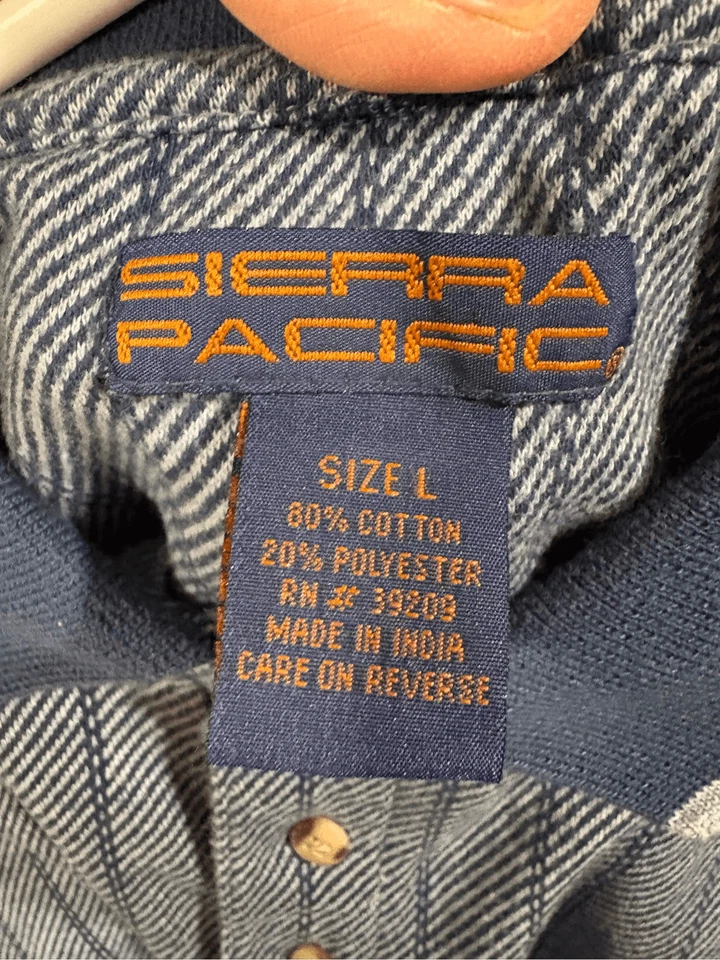 SIERRA
PACIFIC®
SIZE L
80% COTTON
20% POLYESTER
RN # 39209
MADE IN INDIA
CARE ON REVERSE